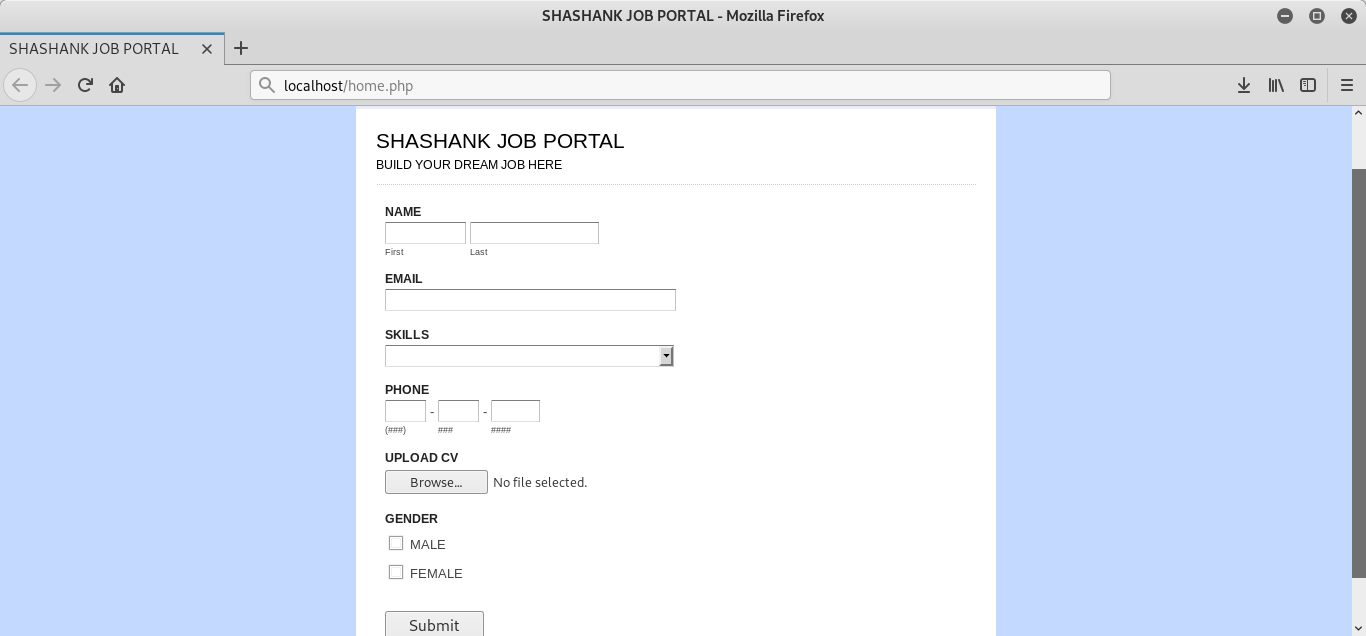 SHASHANK JOB PORTAL - Mozilla Firefox
SHASHANK JOB PORTAL
localhost/home.php
SHASHANK JOB PORTAL
BUILD YOUR DREAM JOB HERE
NAME
First Last
EMAIL
SKILLS
PHONE
- -
(###) ### ####
UPLOAD CV
Browse... No file selected.
GENDER
MALE
FEMALE
Submit